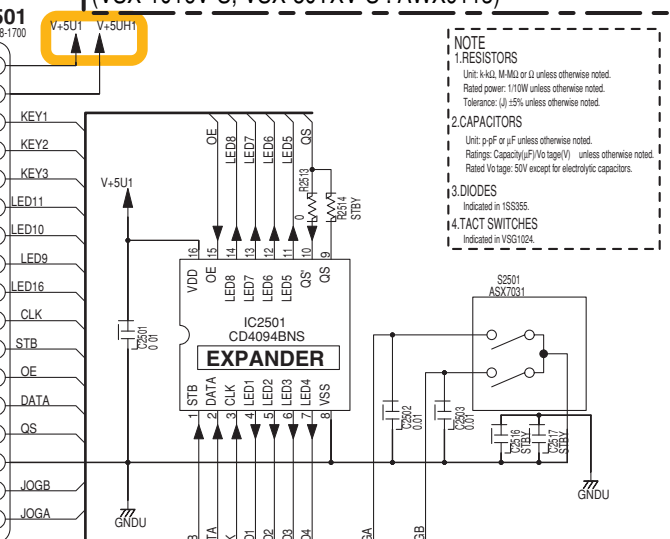 (VSX-1016V-S, VSX-80TXV-S : AWX9115)
501
8-1700
V+5U1
V+5UH1
KEY1
KEY2
KEY3
LED11
LED10
LED9
LED16
CLK
STB
OE
DATA
QS
JOGB
JOGA
V+5U1
C2501
0.01
GNDU
OE
LED8
LED7
LED6
LED5
QS
R2513
0
R2514
STBY
16
15
14
13
12
11
10
9
VDD
OE
LED8
LED7
LED6
LED5
QS'
QS
IC2501
CD4094BNS
EXPANDER
STB
DATA
CLK
LED1
LED2
LED3
LED4
VSS
1
2
3
4
5
6
7
8
NOTE
1.RESISTORS
Unit: k-kΩ, M-MΩ or Ω unless otherwise noted.
Rated power: 1/10W unless otherwise noted.
Tolerance: (J) ±5% unless otherwise noted.
2.CAPACITORS
Unit: p-pF or µF unless otherwise noted.
Ratings: Capacity(µF)/Vo tage(V) unless otherwise noted.
Rated Vo tage: 50V except for electrolytic capacitors.
3.DIODES
Indicated in 1SS355.
4.TACT SWITCHES
Indicated in VSG1024.
S2501
ASX7031
C2502
0.01
C2503
0.01
C2516
STBY
C2517
STBY
GNDU